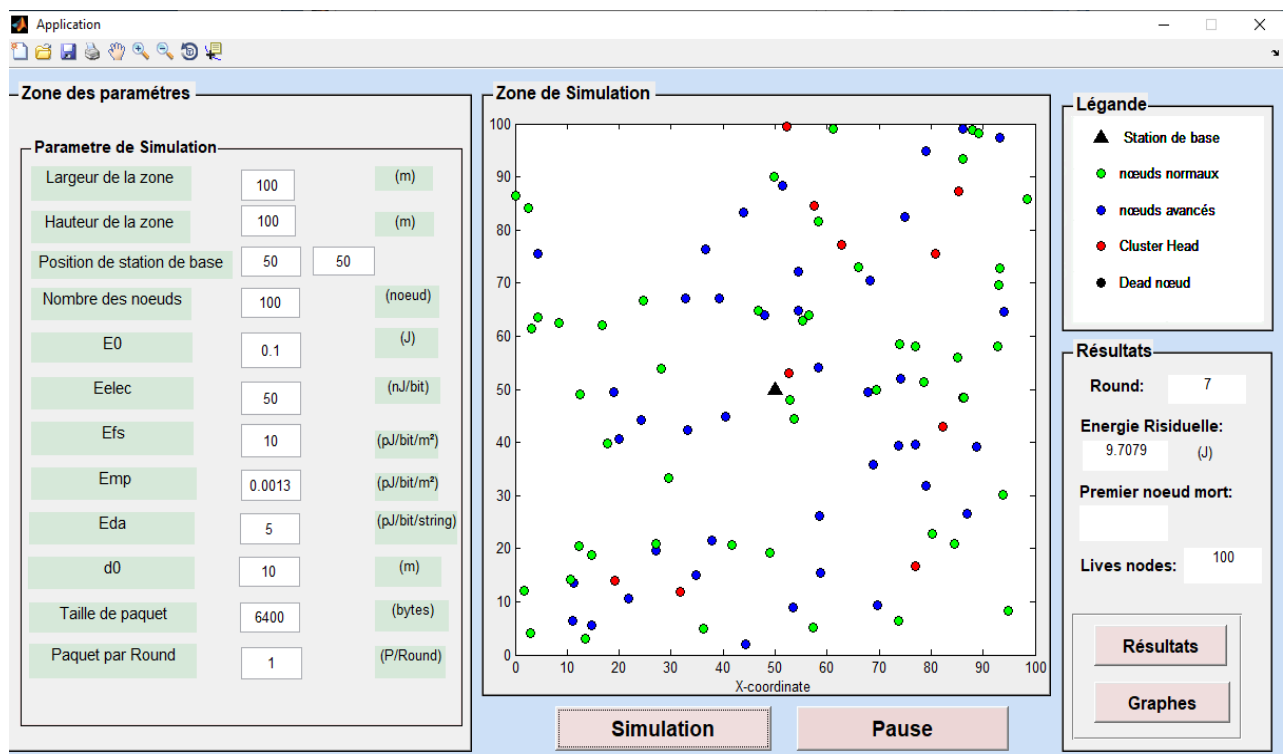 Application
Zone des paramétres
Parametre de Simulation
Largeur de la zone 100 (m)
Hauteur de la zone 100 (m)
Position de station de base 50 50
Nombre des noeuds 100 (noeud)
E0 0.1 (J)
Eelec 50 (nJ/bit)
Efs 10 (pJ/bit/m²)
Emp 0.0013 (pJ/bit/m²)
Eda 5 (pJ/bit/string)
d0 10 (m)
Taille de paquet 6400 (bytes)
Paquet par Round 1 (P/Round)
Zone de Simulation
100
90
80
70
60
50
40
30
20
10
0
0 10 20 30 40 50 60 70 80 90 100
X-coordinate
Simulation Pause
Légande
Station de base
nœuds normaux
nœuds avancés
Cluster Head
Dead nœud
Résultats
Round: 7
Energie Risiduelle:
9.7079 (J)
Premier noeud mort:
Lives nodes: 100
Résultats
Graphes